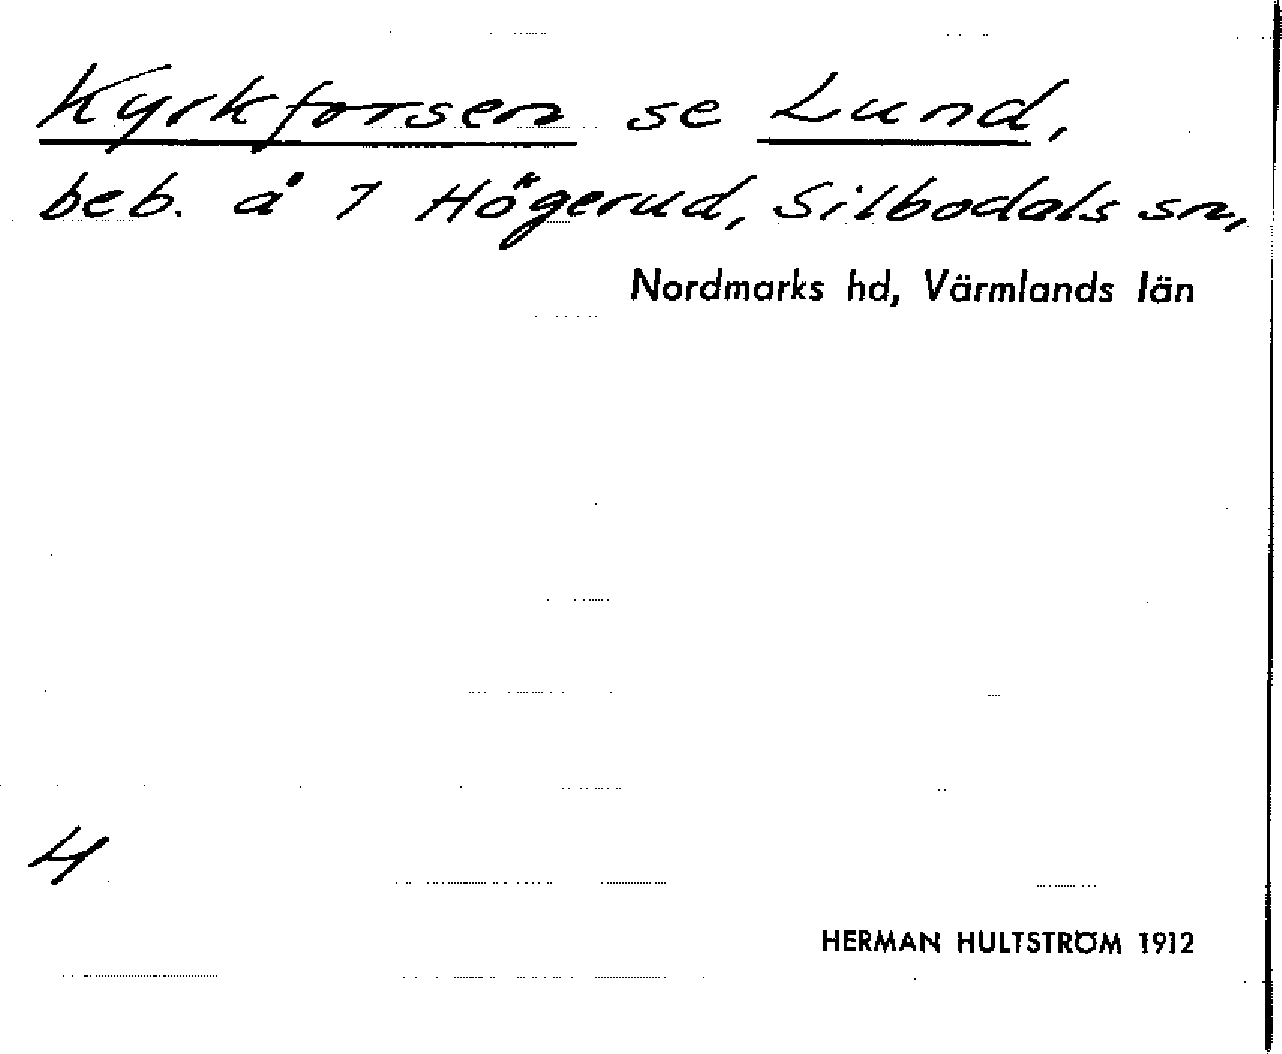 Kyrkforsen se Lund,
beb. å 7 Högerud, Silbodals sn,
Nordmarks hd, Värmlands län
4
HERMAN HULTSTRÖM 1912